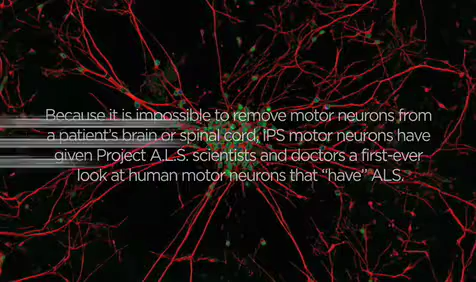 Because it is impossible to remove motor neurons from
a patient's brain or spinal cord, IPS motor neurons have
given Project A.L.S. scientists and doctors a first-ever
look at human motor neurons that “have” ALS.